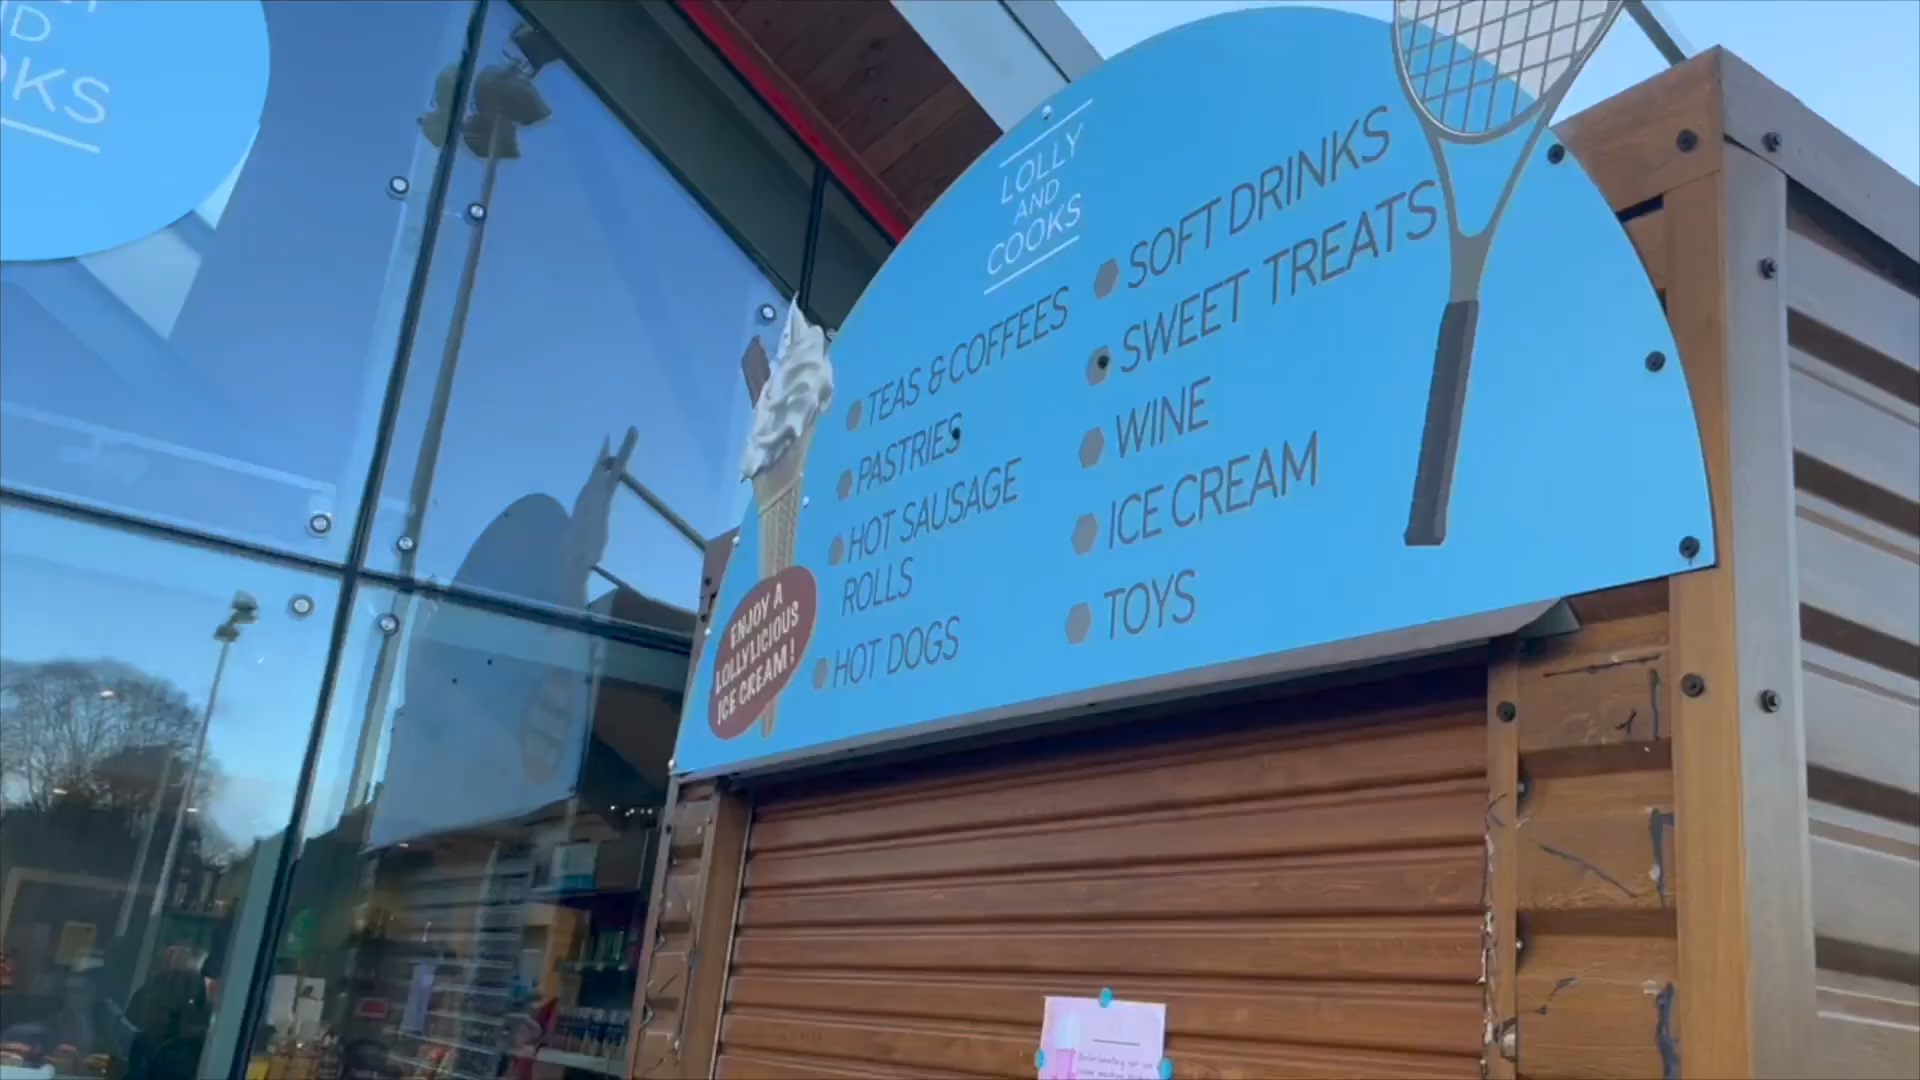 LOLLY
AND
COOKS
TEAS & COFFEES
PASTRIES
HOT SAUSAGE
ROLLS
HOT DOGS
SOFT DRINKS
SWEET TREATS
WINE
ICE CREAM
TOYS
ENJOY A
LOLLYLICIOUS
ICE CREAM!
Unfortunately